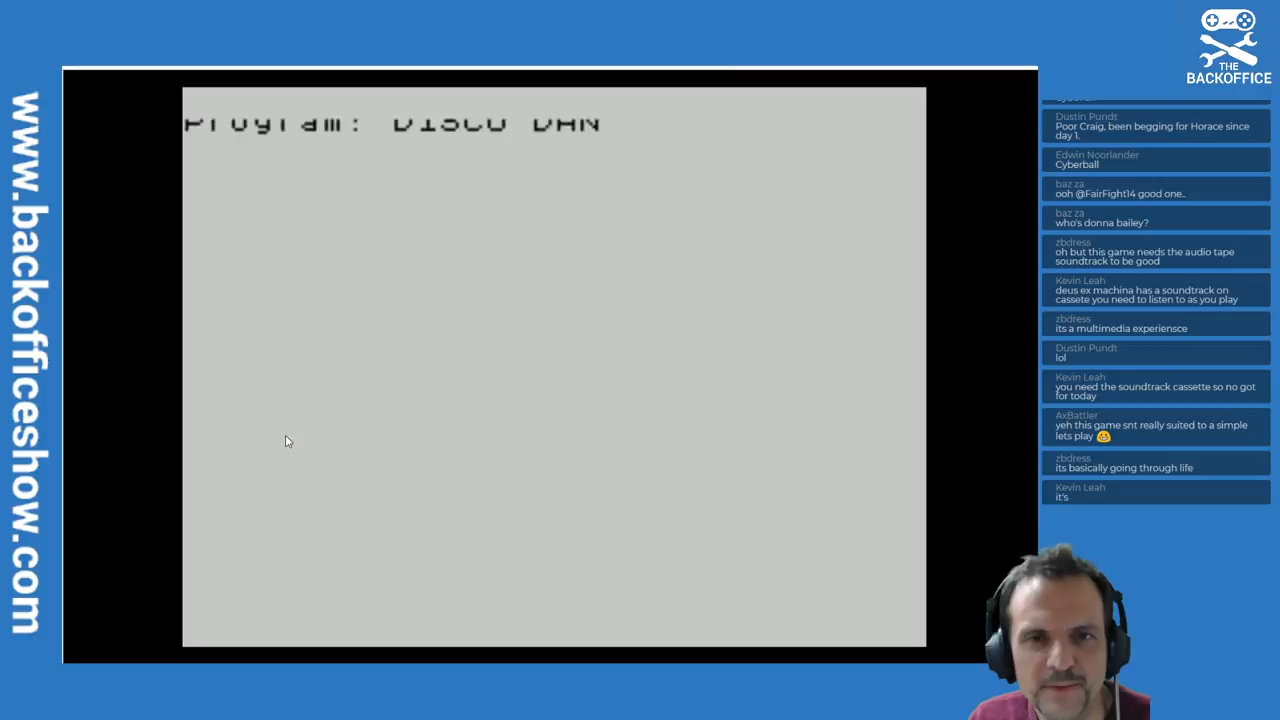 THE
BACKOFFICE
www.backofficeshow.com
Program: DISCO DAN
Dustin Pundt
Poor Craig, been begging for Horace since
day 1.
Edwin Noorlander
Cyberball
baz za
ooh @FairFight14 good one..
baz za
who's donna bailey?
zbdress
oh but this game needs the audio tape
soundtrack to be good
Kevin Leah
deus ex machina has a soundtrack on
cassete you need to listen to as you play
zbdress
its a multimedia experiensce
Dustin Pundt
lol
Kevin Leah
you need the soundtrack cassette so no got
for today
AxBattler
yeh this game snt really suited to a simple
lets play
zbdress
its basically going through life
Kevin Leah
it's